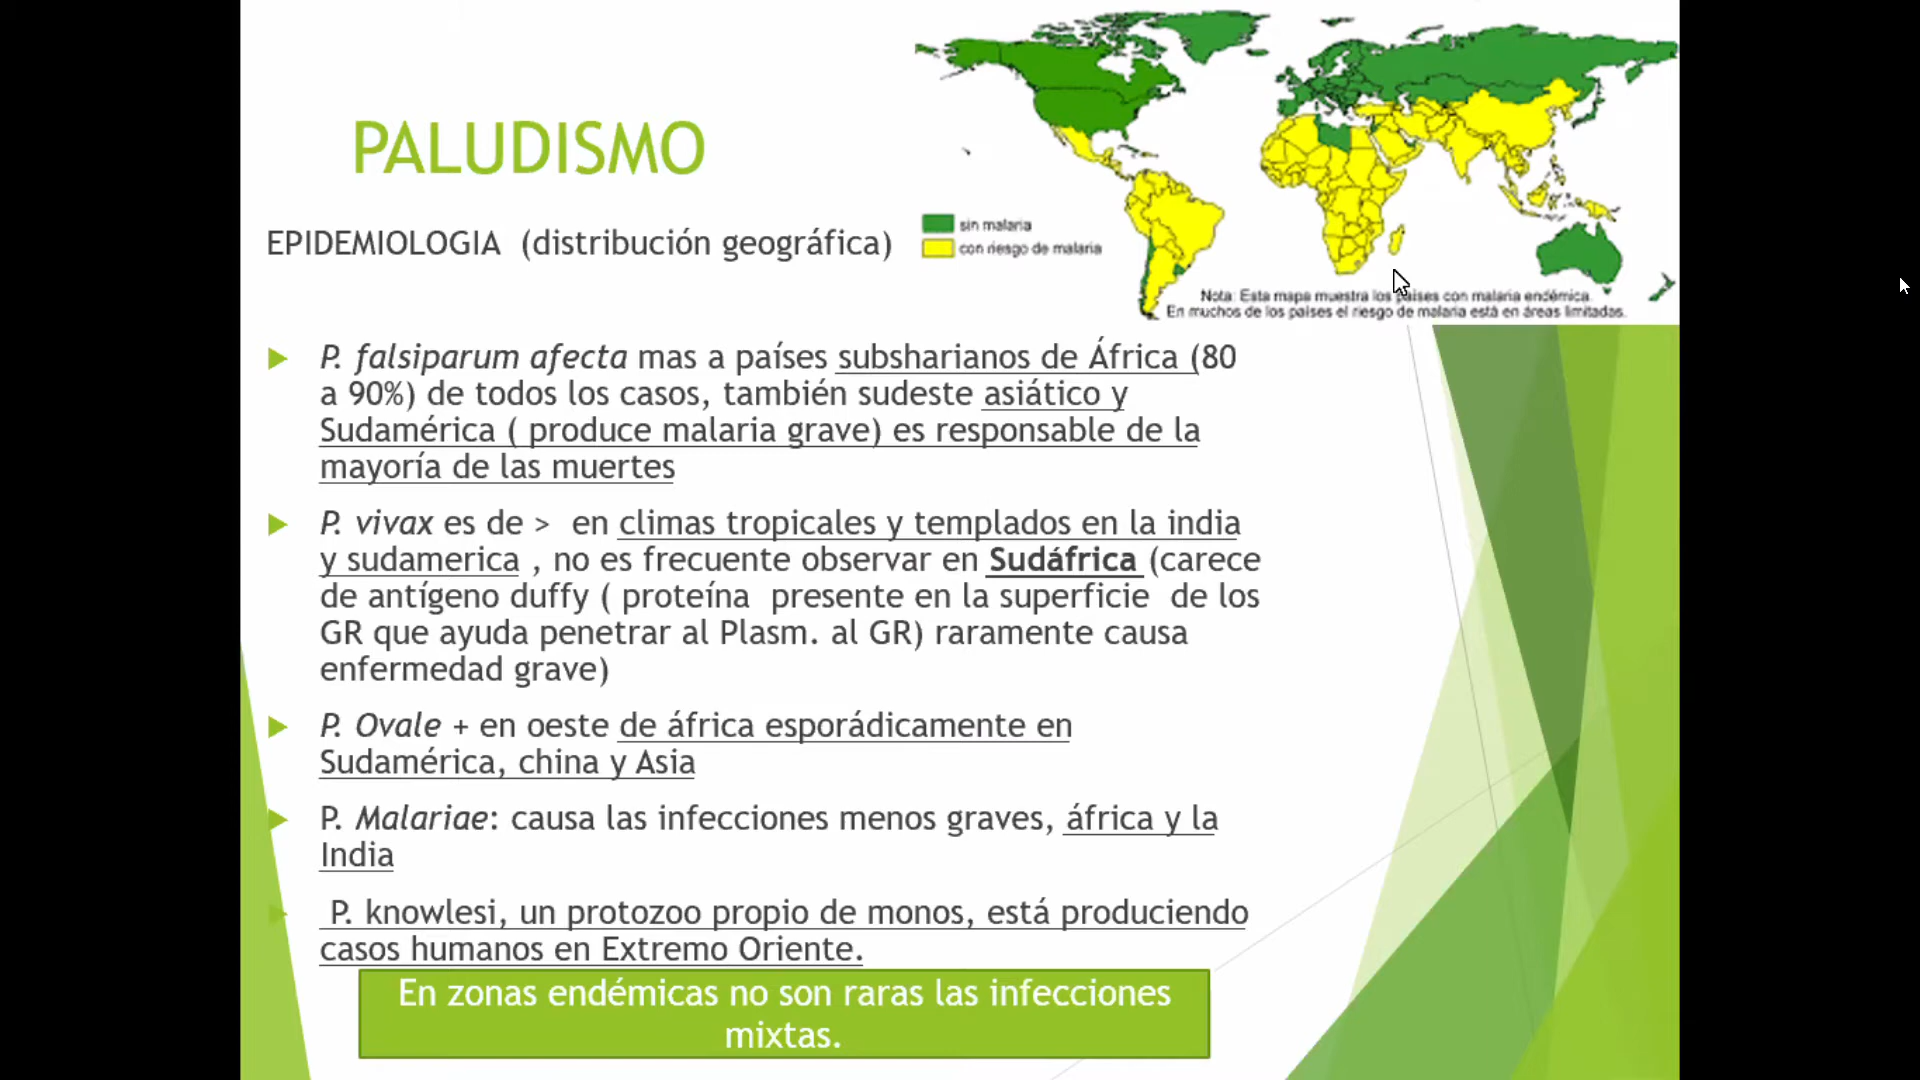 PALUDISMO
EPIDEMIOLOGIA (distribución geográfica)
sin malaria
con riesgo de malaria
Nota: Esta mapa muestra los países con malaria endémica.
En muchos de los países el riesgo de malaria está en áreas limitadas.
P. falsiparum afecta mas a países subsharianos de África (80
a 90%) de todos los casos, también sudeste asiático y
Sudamérica ( produce malaria grave) es responsable de la
mayoría de las muertes
P. vivax es de > en climas tropicales y templados en la india
y sudamerica , no es frecuente observar en Sudáfrica (carece
de antígeno duffy ( proteína presente en la superficie de los
GR que ayuda penetrar al Plasm. al GR) raramente causa
enfermedad grave)
P. Ovale + en oeste de áfrica esporádicamente en
Sudamérica, china y Asia
P. Malariae: causa las infecciones menos graves, áfrica y la
India
P. knowlesi, un protozoo propio de monos, está produciendo
casos humanos en Extremo Oriente.
En zonas endémicas no son raras las infecciones
mixtas.